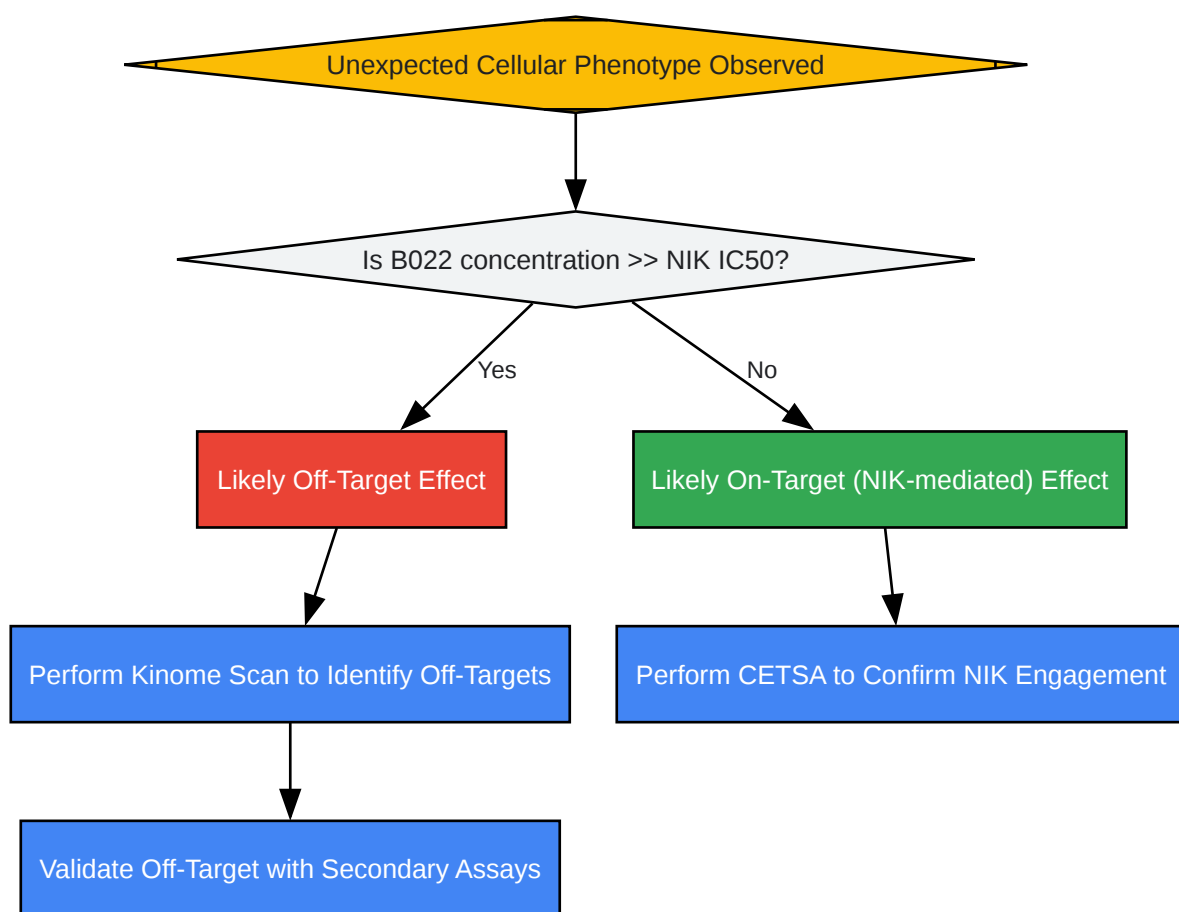 Unexpected Cellular Phenotype Observed
Is B022 concentration >> NIK IC50?
Yes
No
Likely Off-Target Effect
Likely On-Target (NIK-mediated) Effect
Perform Kinome Scan to Identify Off-Targets
Perform CETSA to Confirm NIK Engagement
Validate Off-Target with Secondary Assays